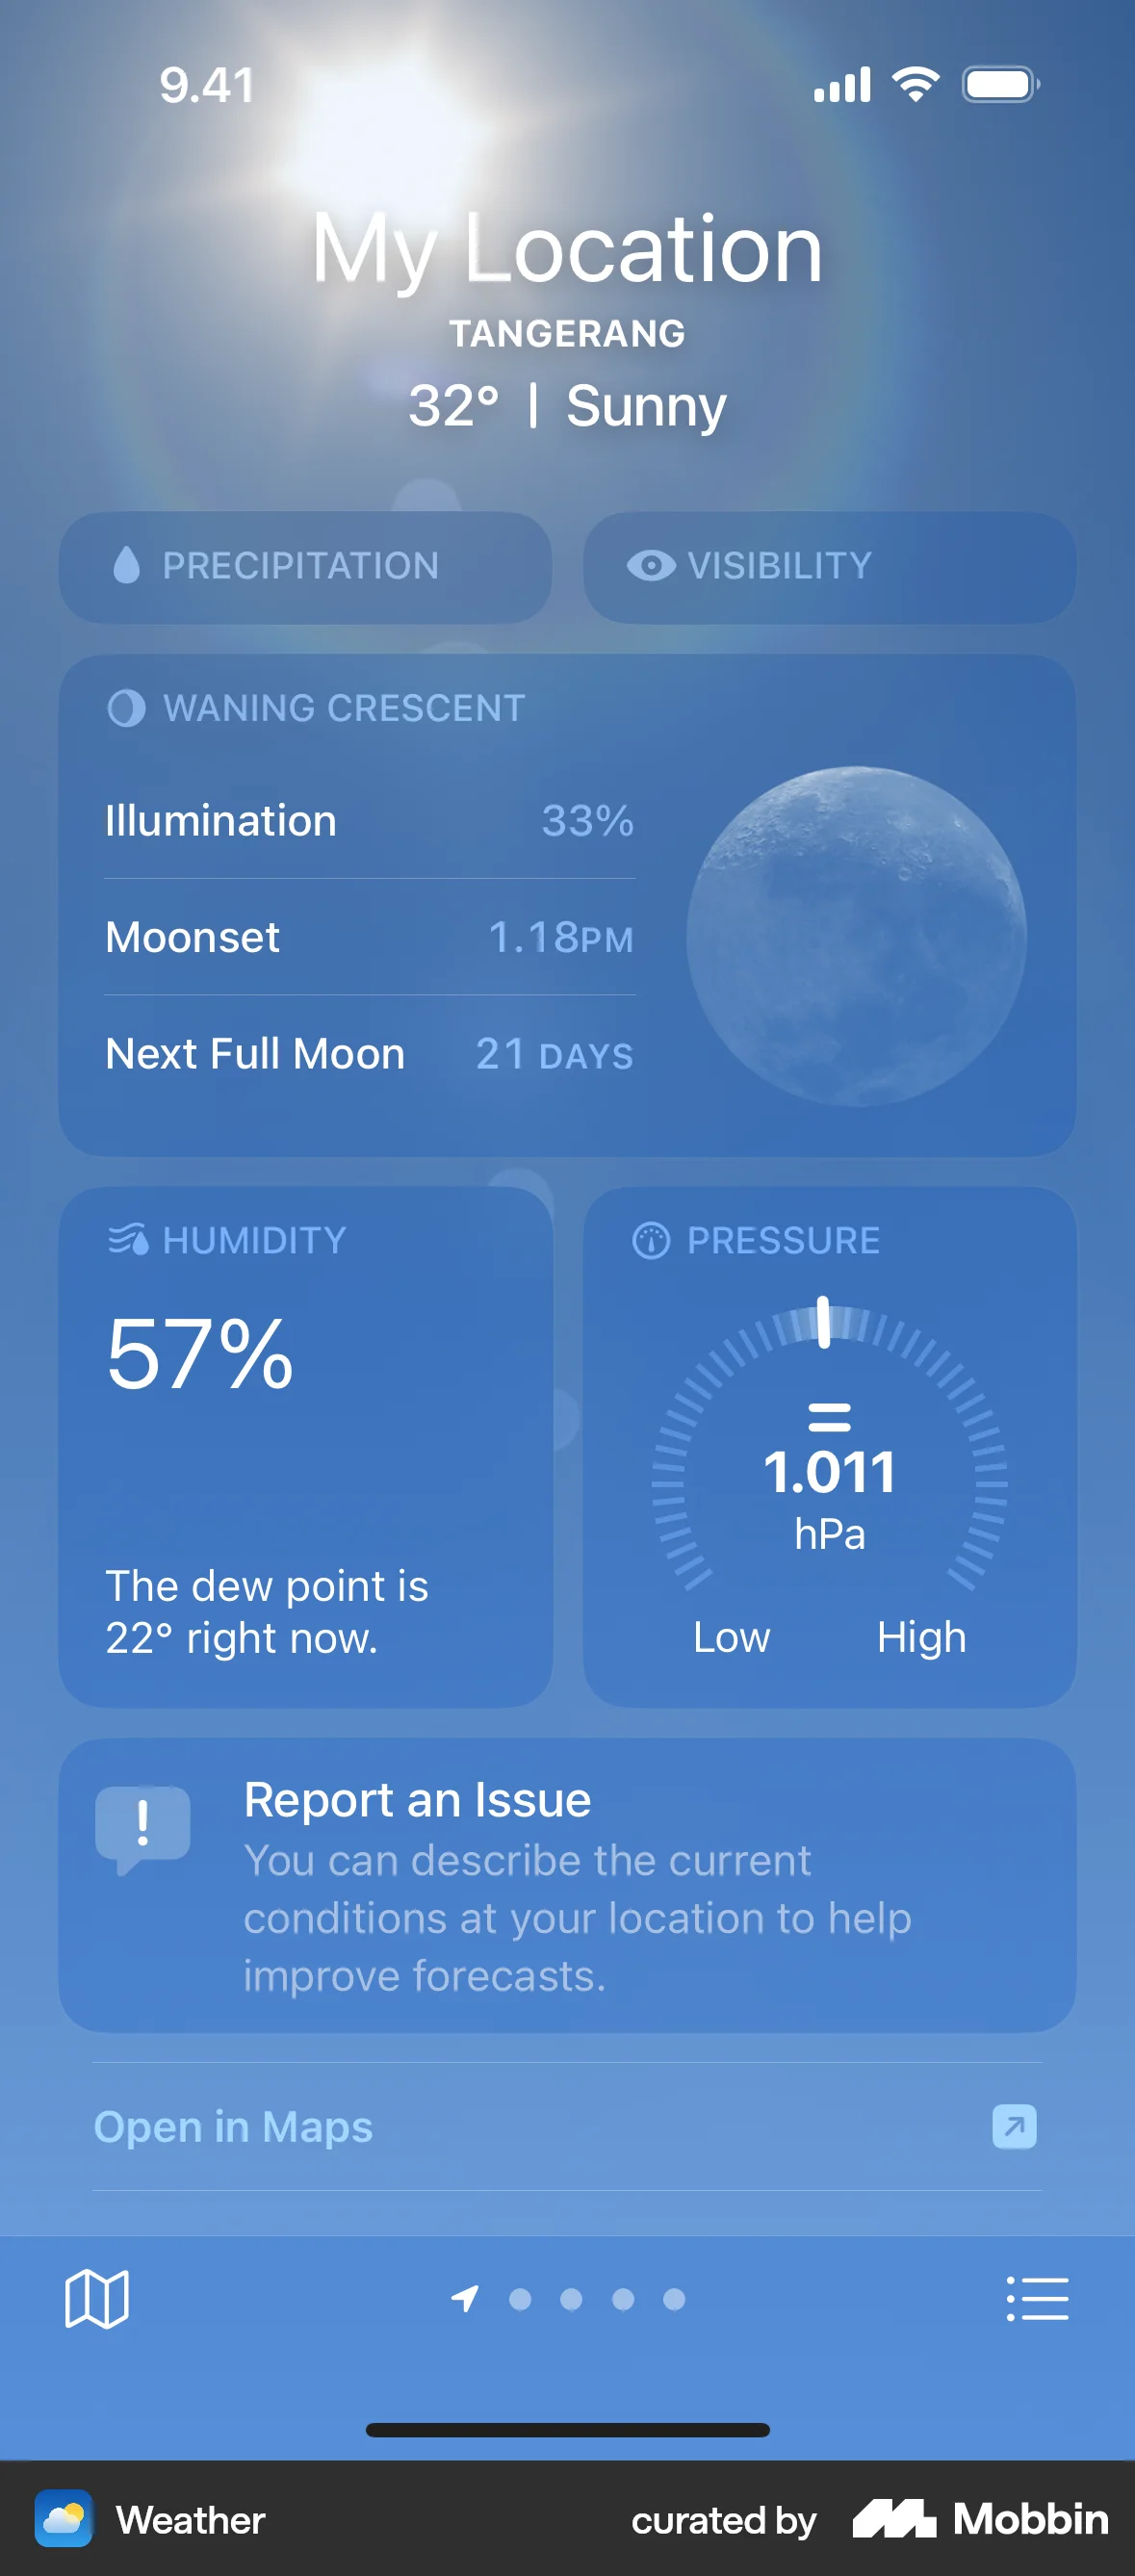 9.41
My Location
TANGERANG
32° | Sunny
PRECIPITATION
VISIBILITY
WANING CRESCENT
Illumination 33%
Moonset 1.18PM
Next Full Moon 21 DAYS
HUMIDITY
57%
The dew point is
22° right now.
PRESSURE
=
1.011
hPa
Low High
!
Report an Issue
You can describe the current
conditions at your location to help
improve forecasts.
Open in Maps
Weather
curated by Mobbin